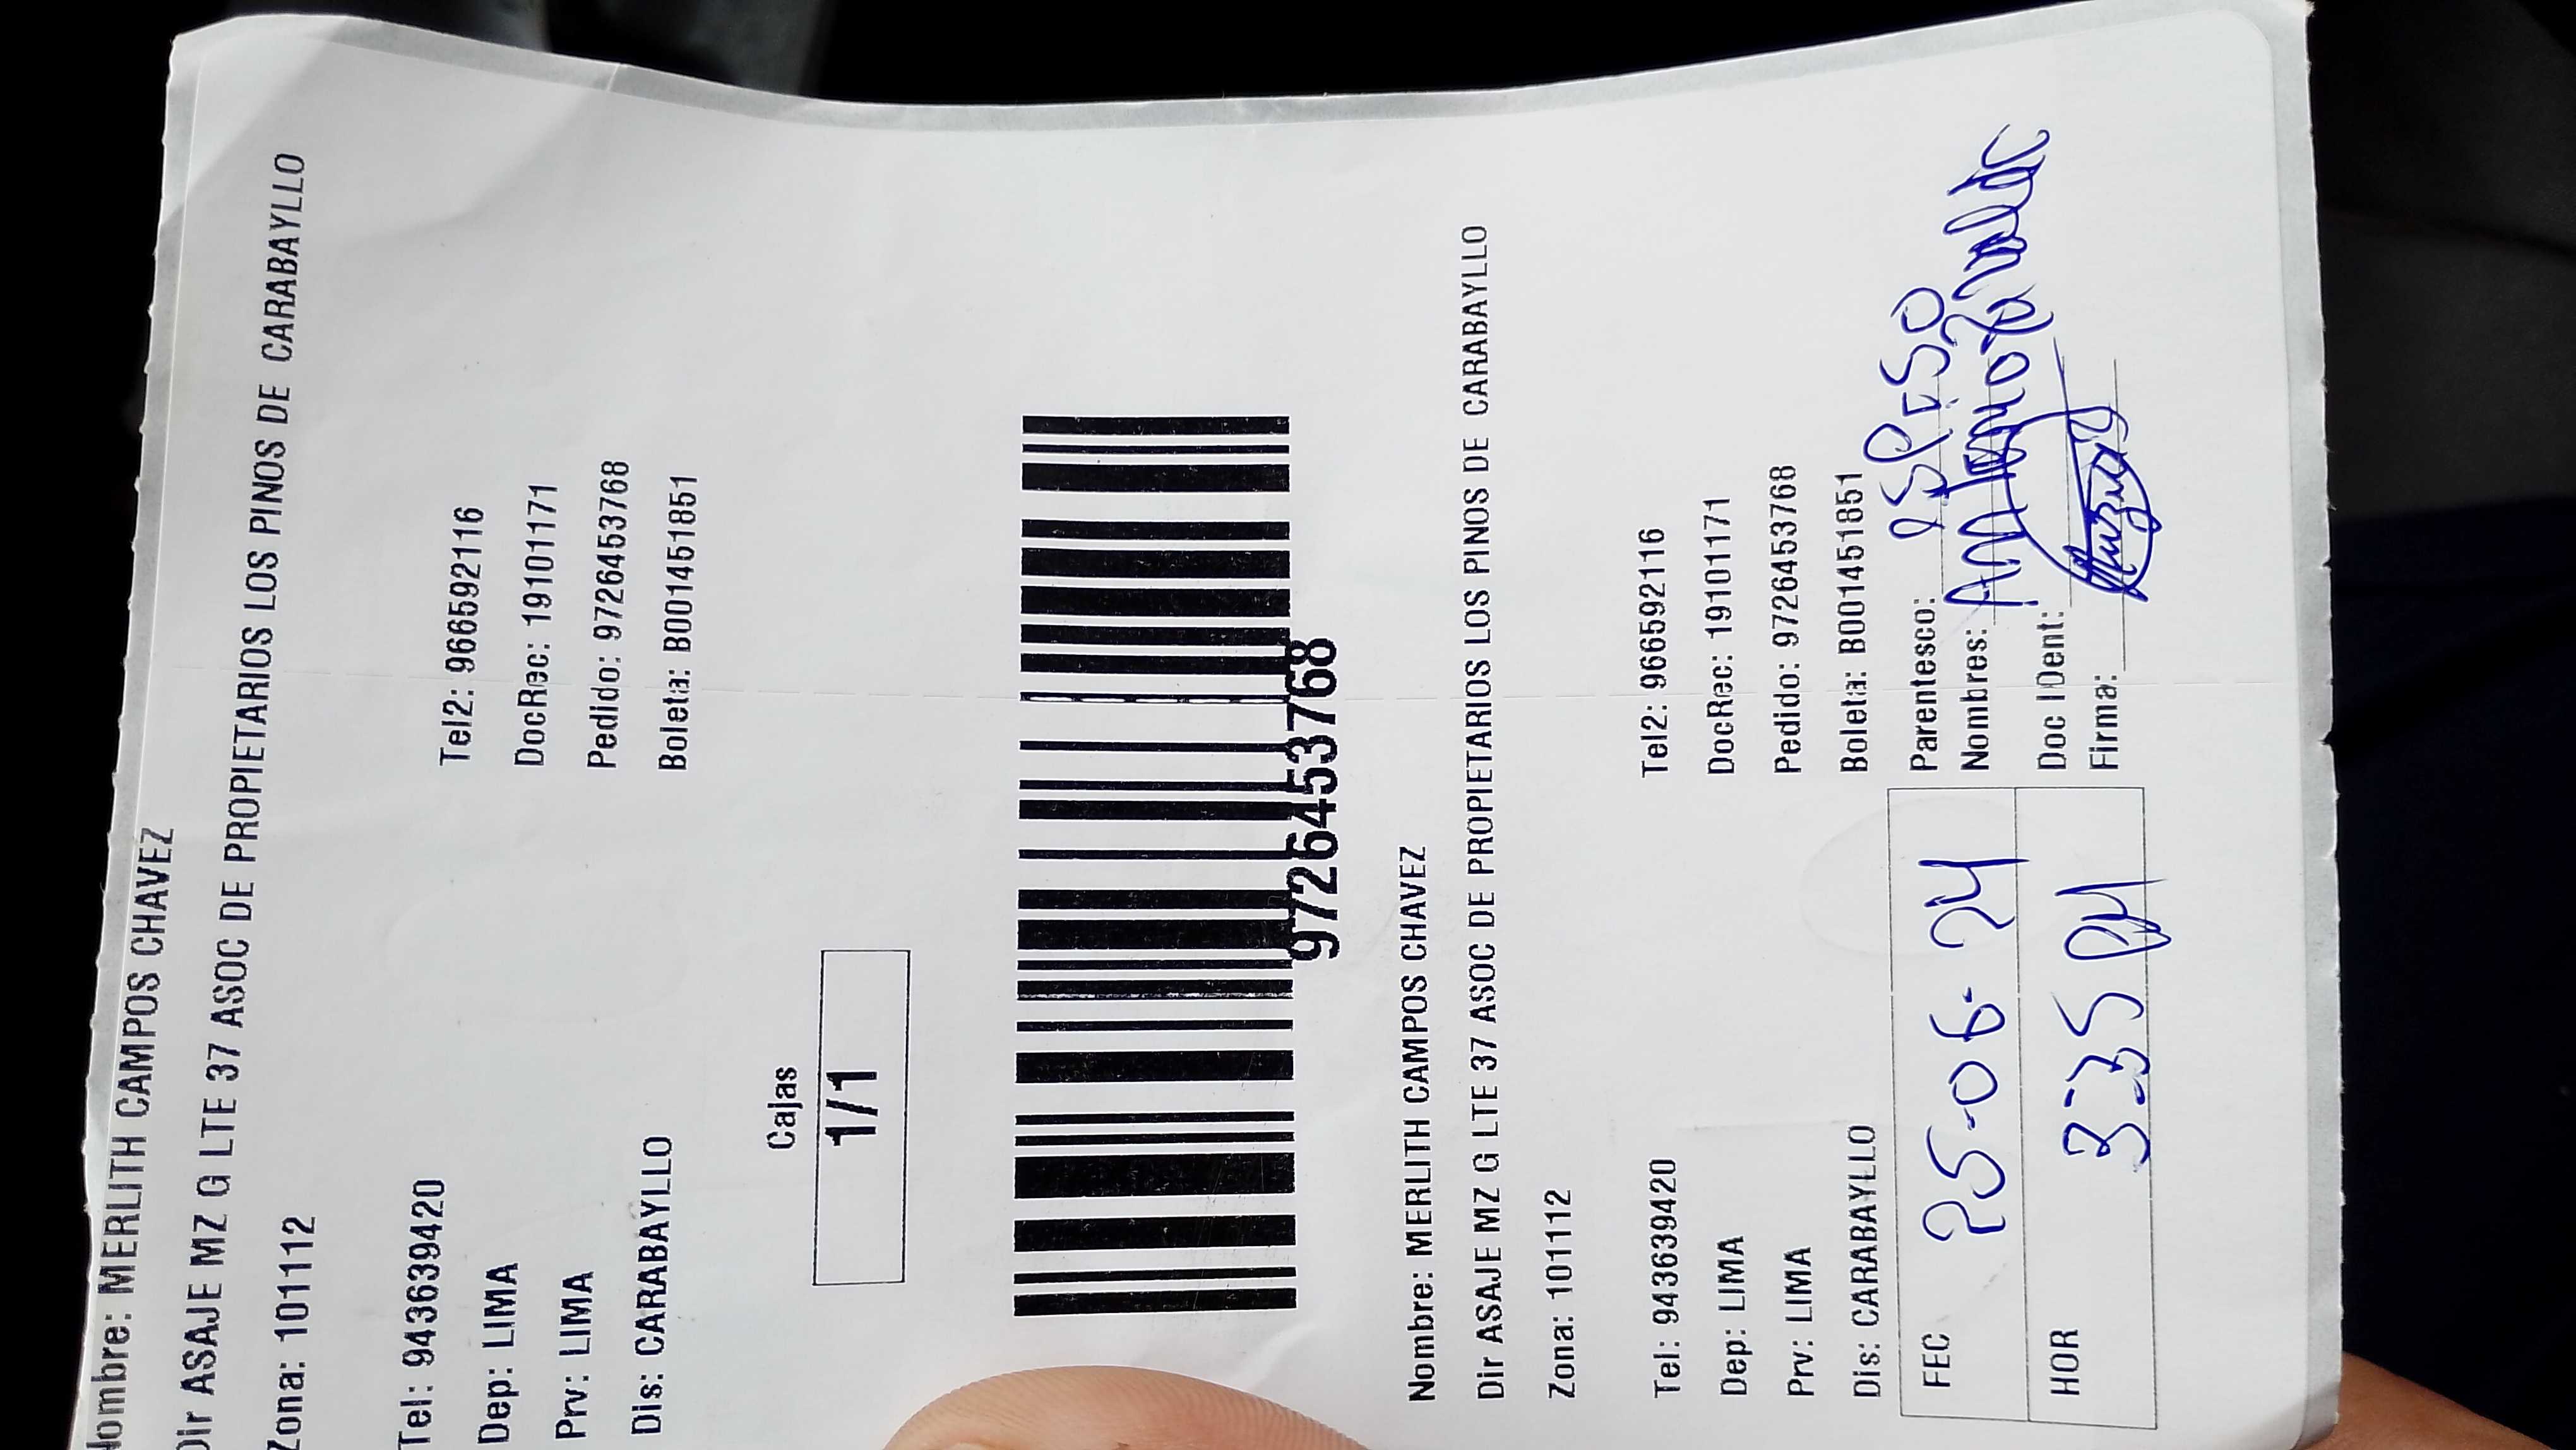 Nombre: MERLITH CAMPOS CHAVEZ
Dir ASAJE MZ G LTE 37 ASOC DE PROPIETARIOS LOS PINOS DE CARABAYLLO
Zona: 101112
Tel: 943639420 Tel2: 966592116
Dep: LIMA DocRec: 19101171
Prv: LIMA Pedido: 9726453768
Dis: CARABAYLLO Boleta: B001451851
Cajas
1/1
9726453768
Nombre: MERLITH CAMPOS CHAVEZ
Dir ASAJE MZ G LTE 37 ASOC DE PROPIETARIOS LOS PINOS DE CARABAYLLO
Zona: 101112
Tel: 943639420 Tel2: 966592116
Dep: LIMA DocRec: 19101171
Prv: LIMA Pedido: 9726453768
Dis: CARABAYLLO Boleta: B001451851
FEC 25-06-24 Parentesco: ESPOSO
Nombres:
HOR 3:35 PM Doc IDent:
Firma: